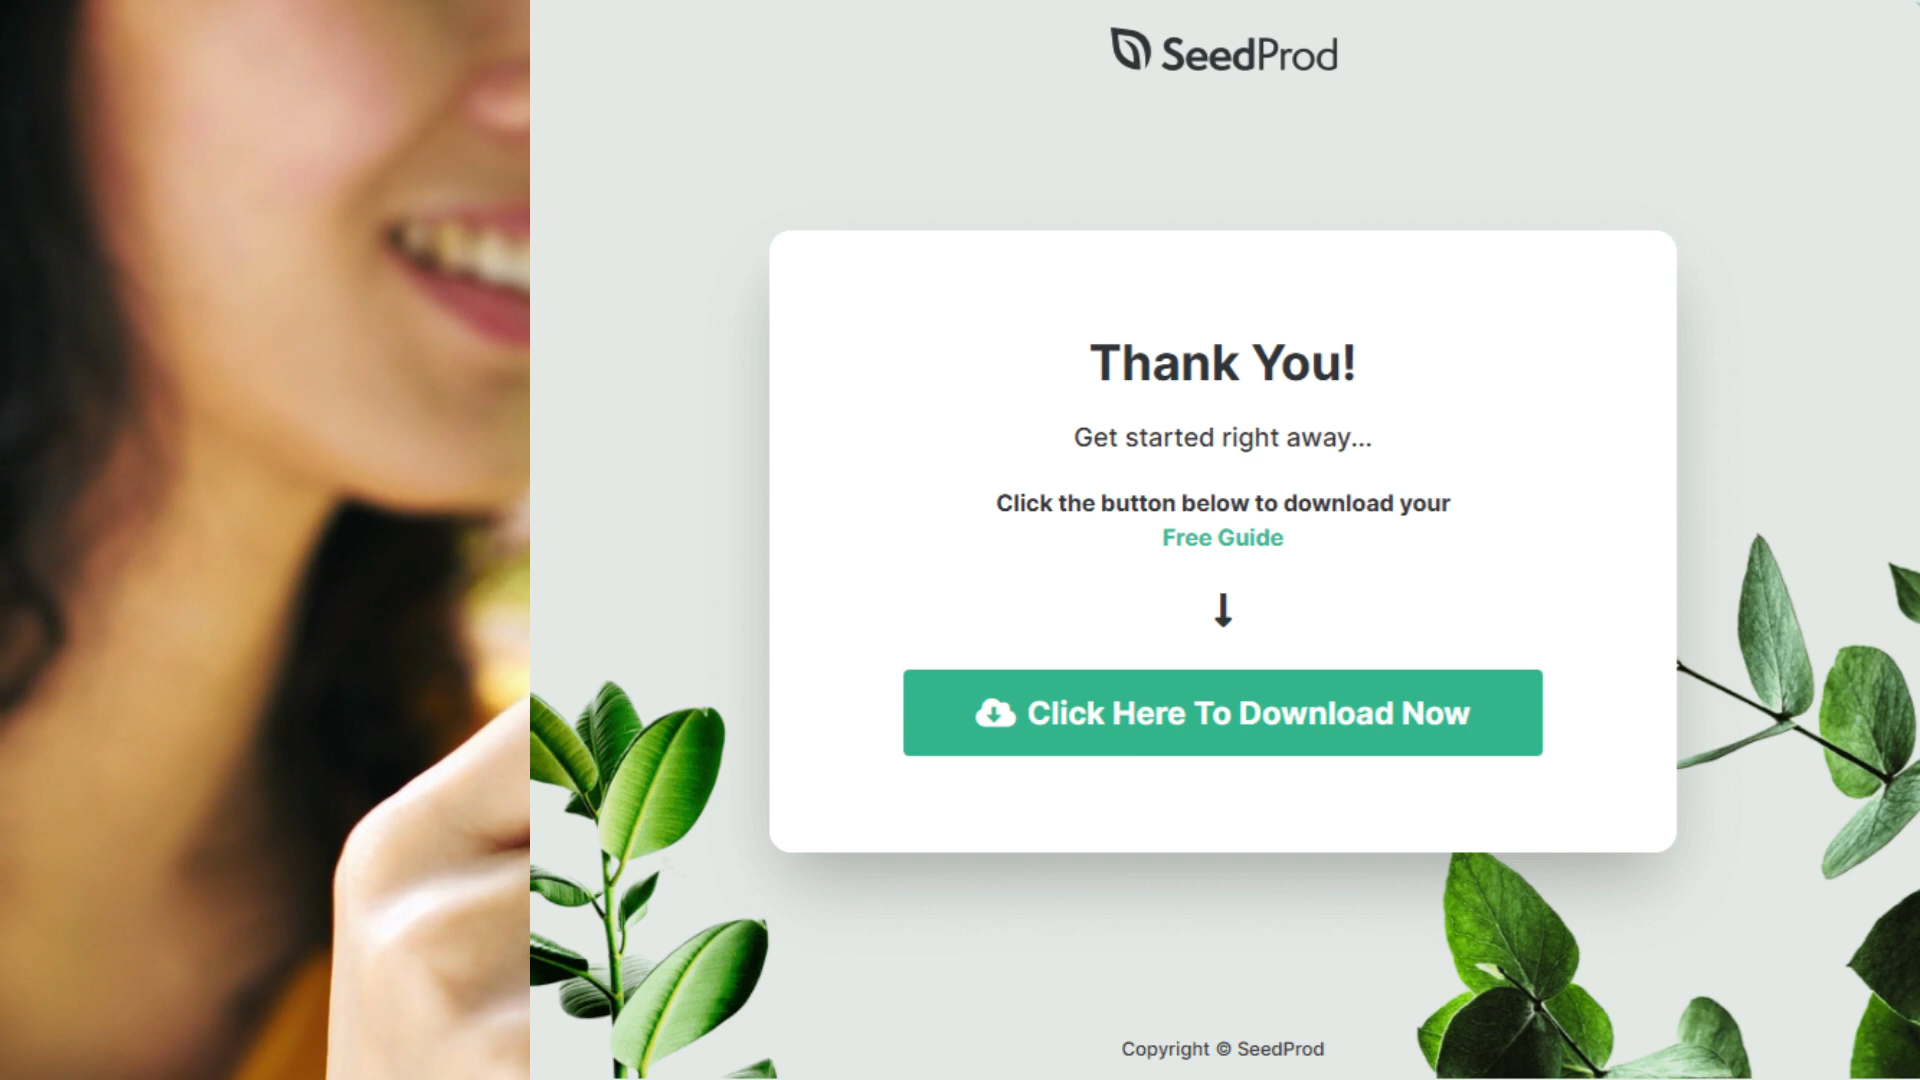 SeedProd
Thank You!
Get started right away...
Click the button below to download your
Free Guide
Click Here To Download Now
Copyright © SeedProd